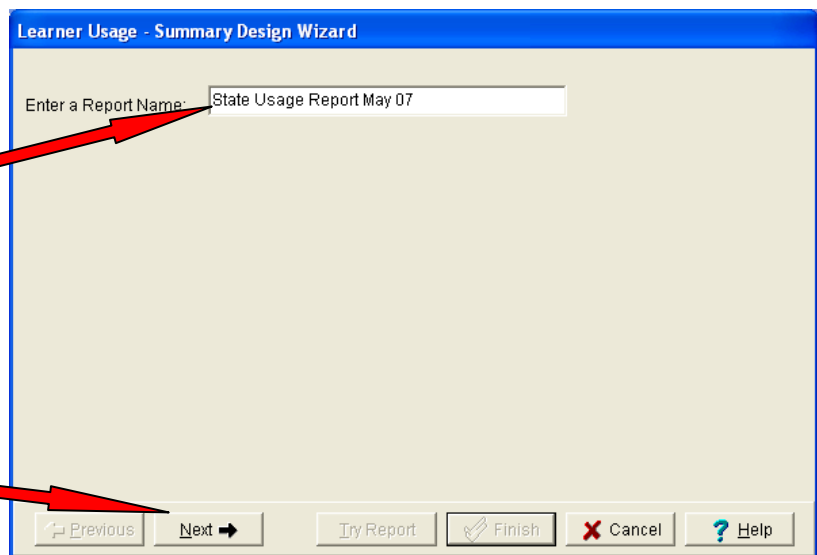 Learner Usage - Summary Design Wizard
Enter a Report Name: State Usage Report May 07
Previous Next Try Report Finish Cancel ? Help